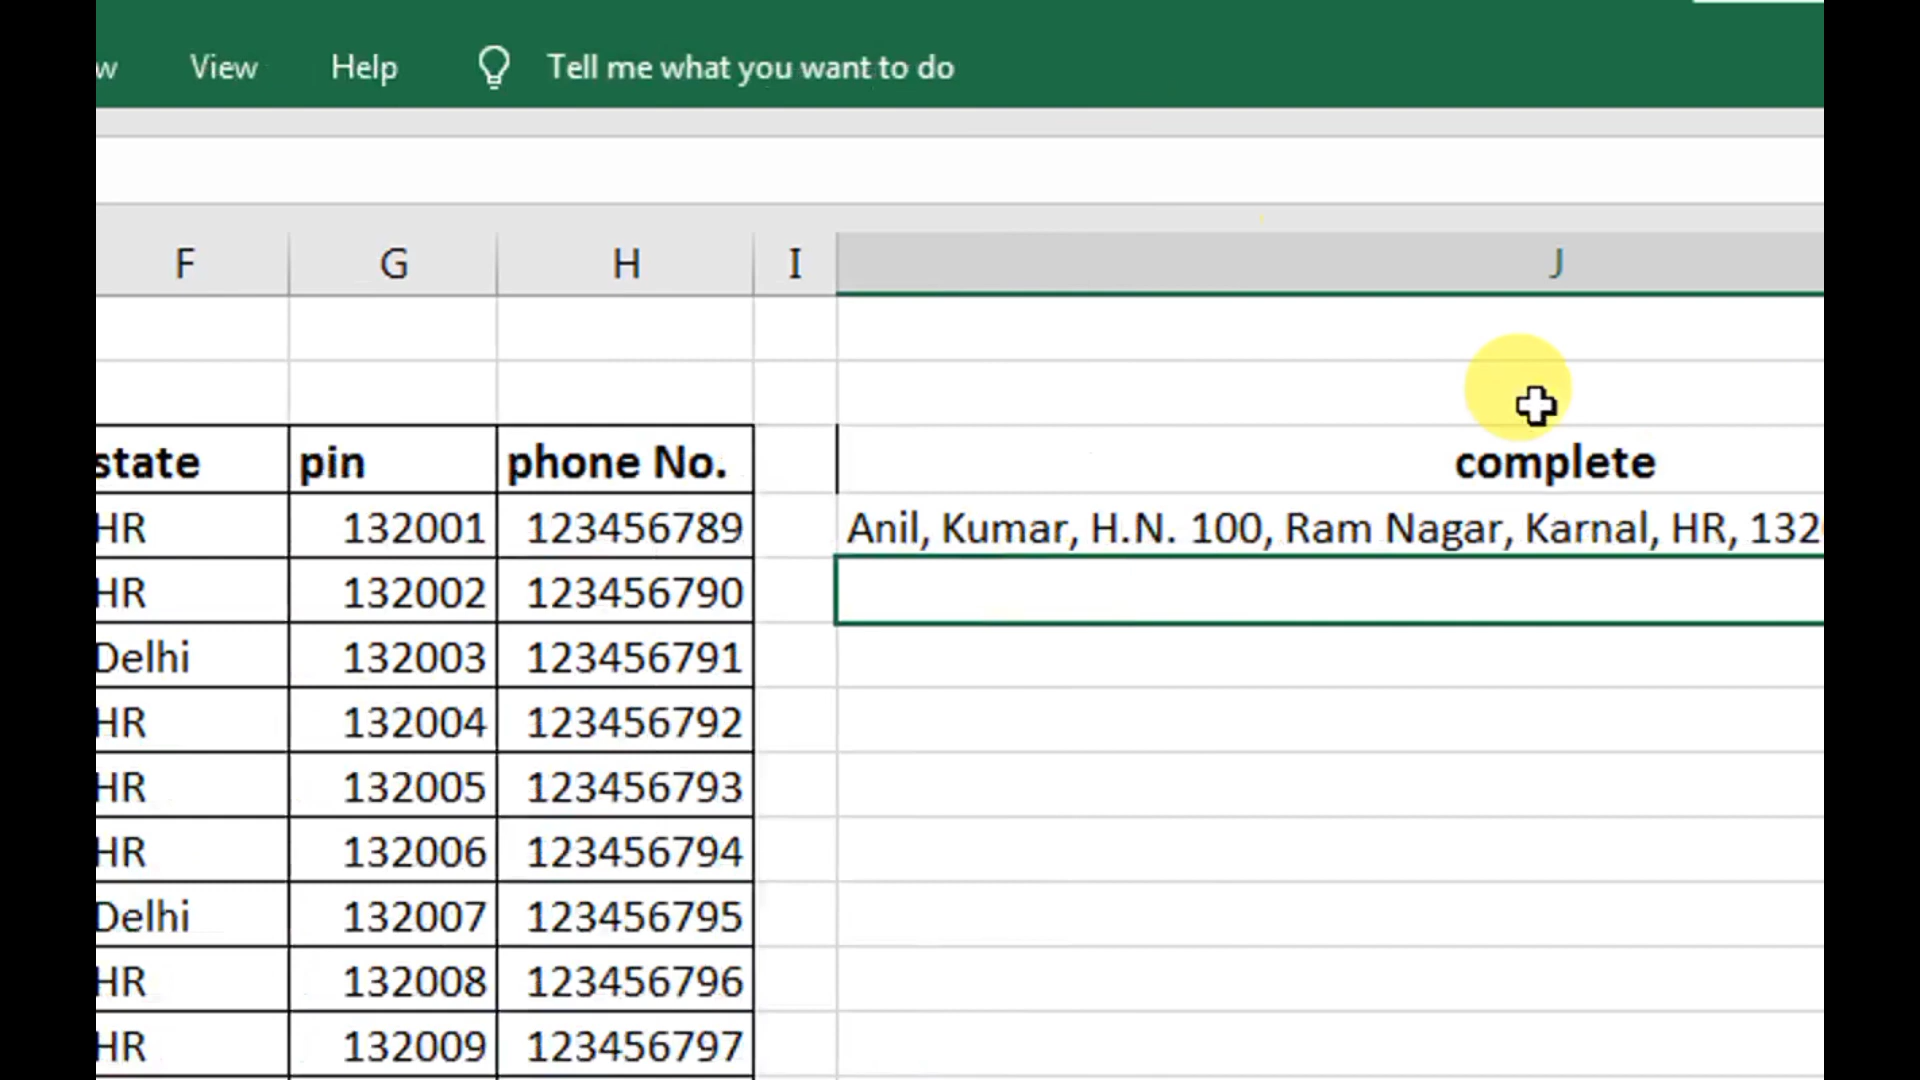 View Help Tell me what you want to do
F G H I J
state pin phone No. complete
HR 132001 123456789 Anil, Kumar, H.N. 100, Ram Nagar, Karnal, HR, 132
HR 132002 123456790
Delhi 132003 123456791
HR 132004 123456792
HR 132005 123456793
HR 132006 123456794
Delhi 132007 123456795
HR 132008 123456796
HR 132009 123456797